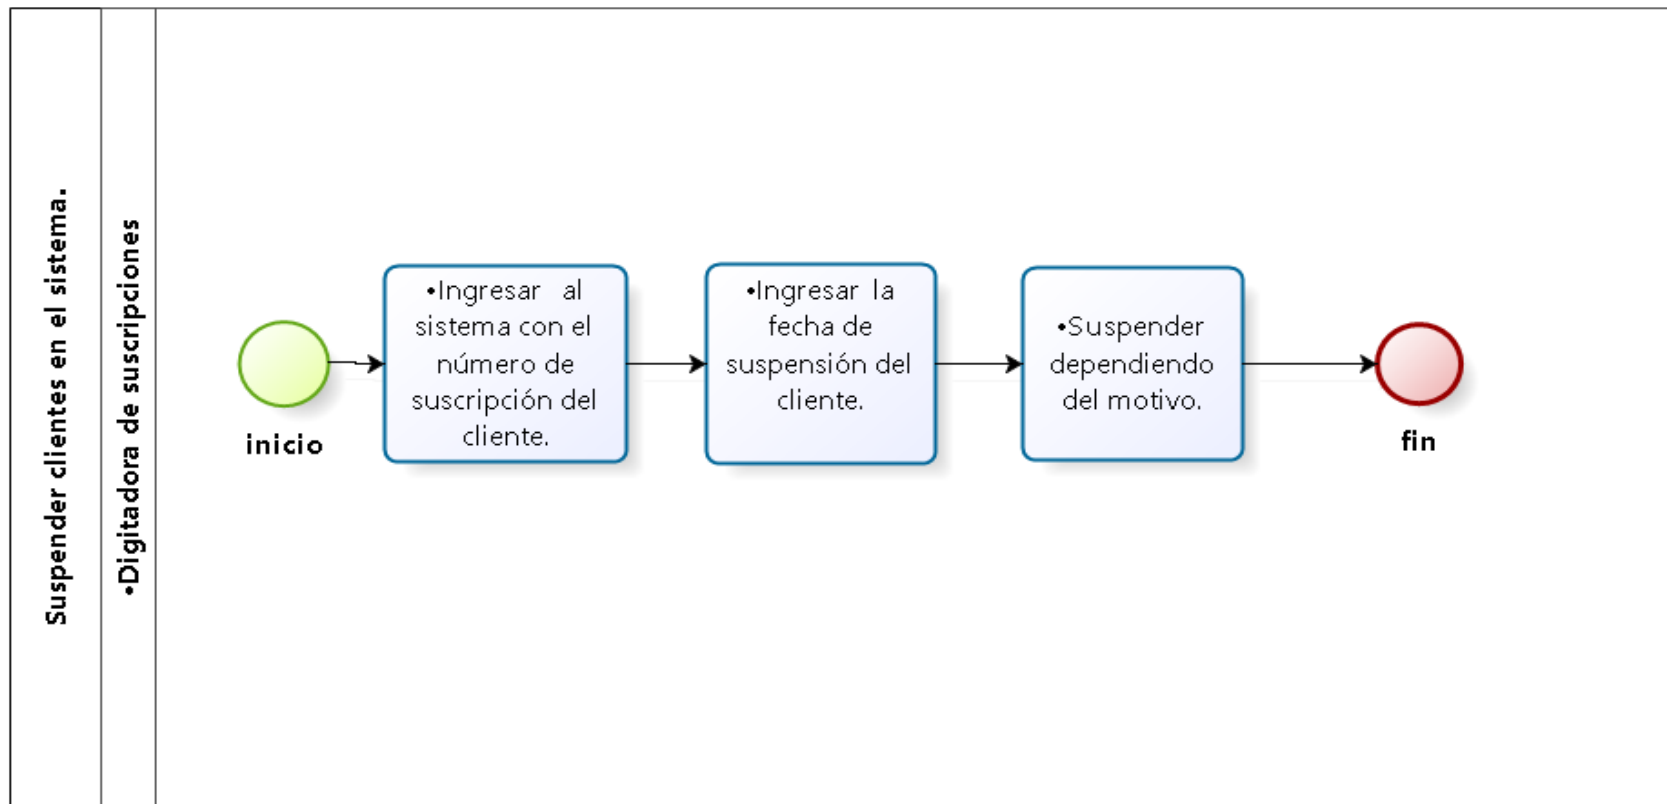 Suspender clientes en el sistema.
•Digitadora de suscripciones
inicio
•Ingresar al
sistema con el
número de
suscripción del
cliente.
•Ingresar la
fecha de
suspensión del
cliente.
•Suspender
dependiendo
del motivo.
fin